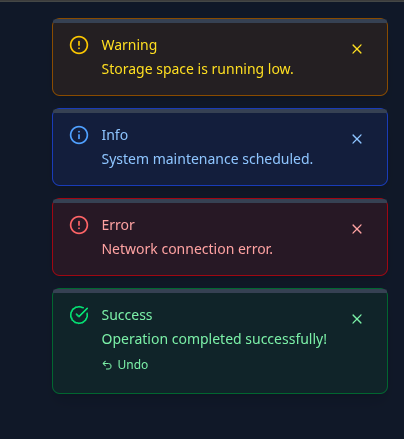 Warning
Storage space is running low.
Info
System maintenance scheduled.
Error
Network connection error.
Success
Operation completed successfully!
Undo